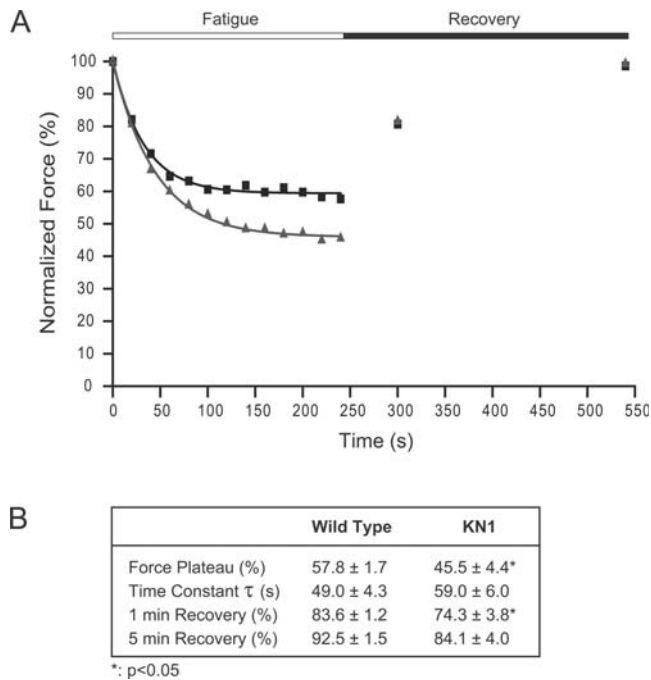 A
Fatigue Recovery
Normalized Force (%)
100
90
80
70
60
50
40
30
20
10
0
0 50 100 150 200 250 300 350 400 450 500 550
Time (s)
B
Wild Type KN1
Force Plateau (%) 57.8 ± 1.7 45.5 ± 4.4*
Time Constant τ (s) 49.0 ± 4.3 59.0 ± 6.0
1 min Recovery (%) 83.6 ± 1.2 74.3 ± 3.8*
5 min Recovery (%) 92.5 ± 1.5 84.1 ± 4.0
*: p<0.05